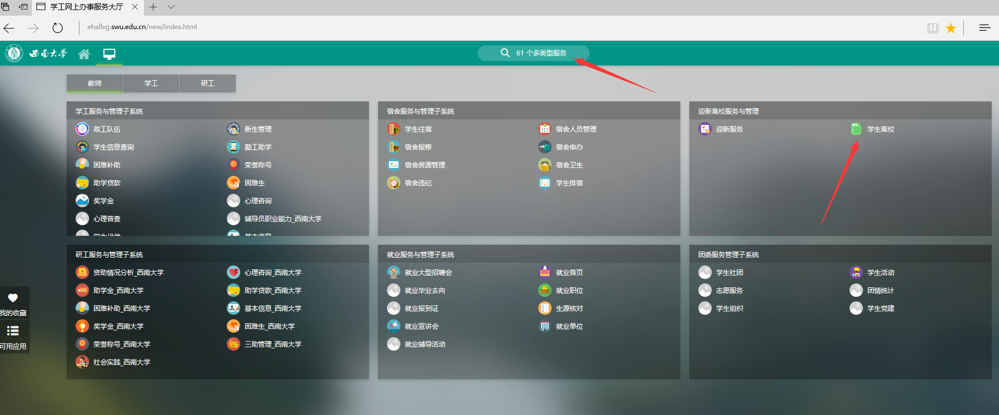 学工网上办事服务大厅
ehallxg.swu.edu.cn/new/index.html
西南大学
61 个多类型服务
教师
学工
研工
学工服务与管理子系统
政工队伍
新生管理
学生信息查询
勤工助学
困难补助
荣誉称号
助学贷款
困难生
奖学金
心理咨询
心理普查
辅导员职业能力_西南大学
基本信息
宿舍服务与管理子系统
学生住宿
宿舍人员管理
宿舍报修
宿舍申办
宿舍房源管理
宿舍卫生
宿舍违纪
学生排宿
迎新离校服务与管理
迎新服务
学生离校
研工服务与管理子系统
资助情况分析_西南大学
心理咨询_西南大学
助学金_西南大学
助学贷款_西南大学
困难补助_西南大学
基本信息_西南大学
奖学金_西南大学
困难生_西南大学
荣誉称号_西南大学
三助管理_西南大学
社会实践_西南大学
就业服务与管理子系统
就业大型招聘会
就业首页
就业毕业去向
就业职位
就业报到证
生源核对
就业宣讲会
就业单位
就业辅导活动
团委服务管理子系统
学生社团
学生活动
志愿服务
团情统计
学生组织
学生党建
我的收藏
可用应用